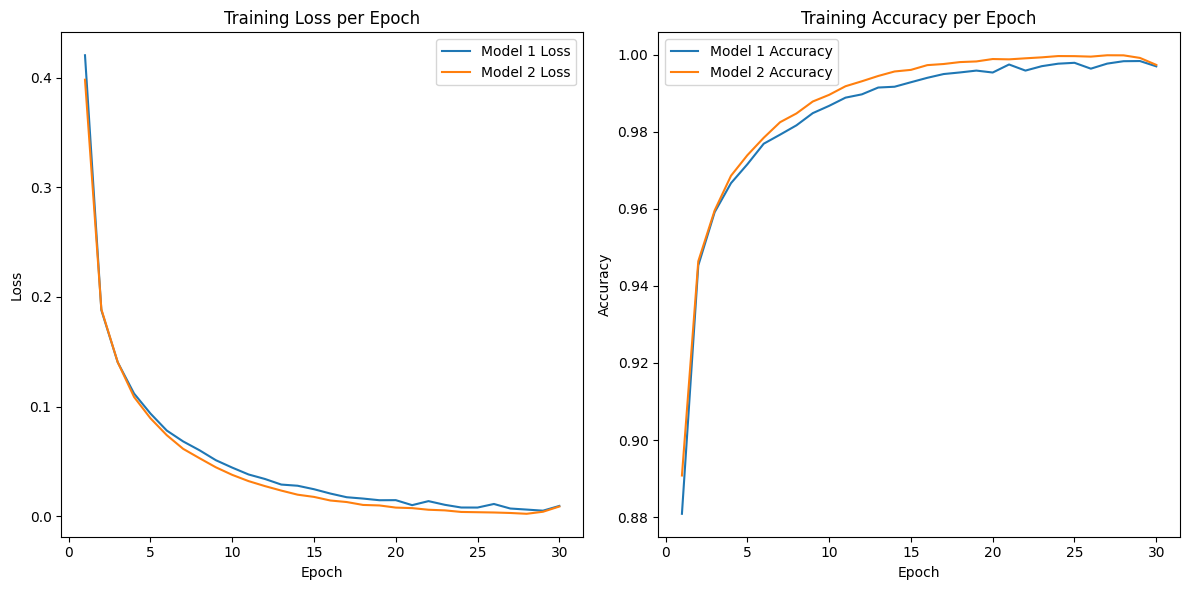 Training Loss per Epoch
Model 1 Loss
Model 2 Loss
0.4
0.3
0.2
0.1
0.0
Loss
0 5 10 15 20 25 30
Epoch
Training Accuracy per Epoch
Model 1 Accuracy
Model 2 Accuracy
1.00
0.98
0.96
0.94
0.92
0.90
0.88
Accuracy
0 5 10 15 20 25 30
Epoch